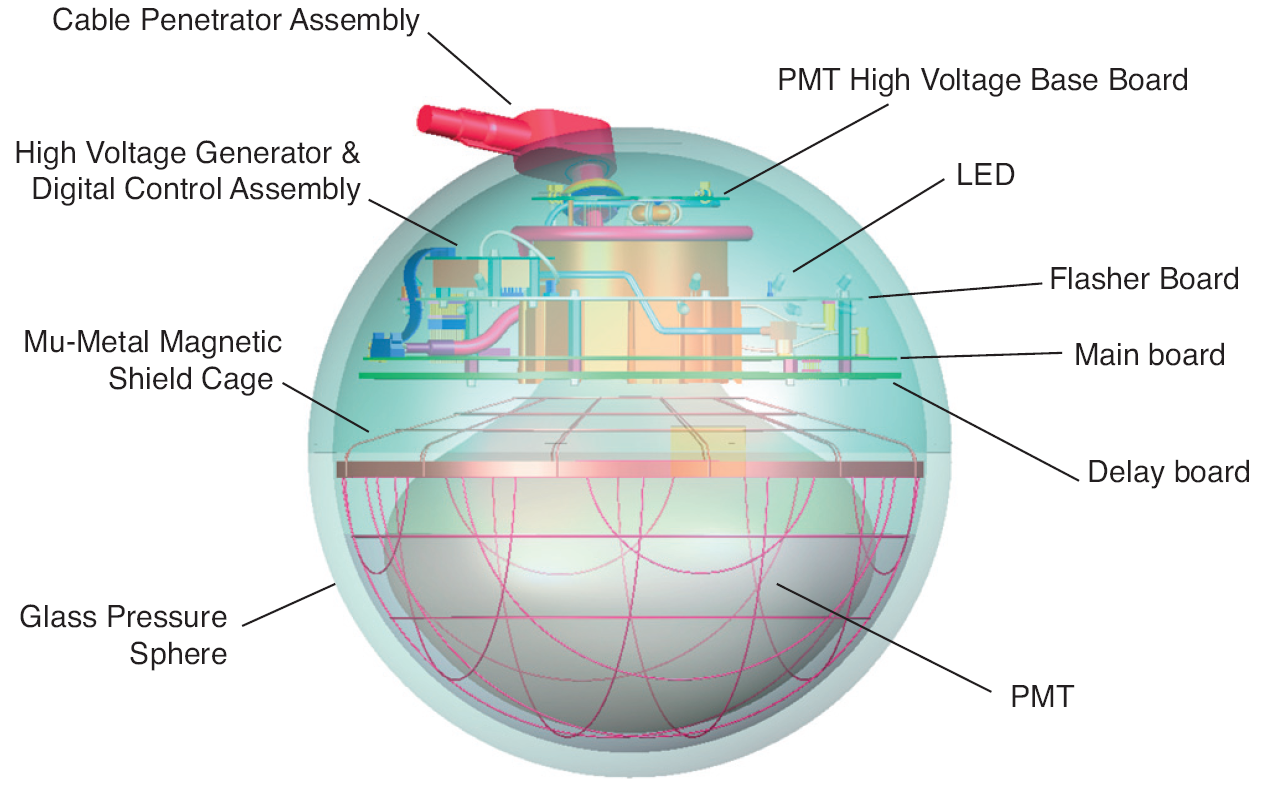 Cable Penetrator Assembly
PMT High Voltage Base Board
High Voltage Generator &
Digital Control Assembly
LED
Flasher Board
Mu-Metal Magnetic
Shield Cage
Main board
Delay board
Glass Pressure
Sphere
PMT